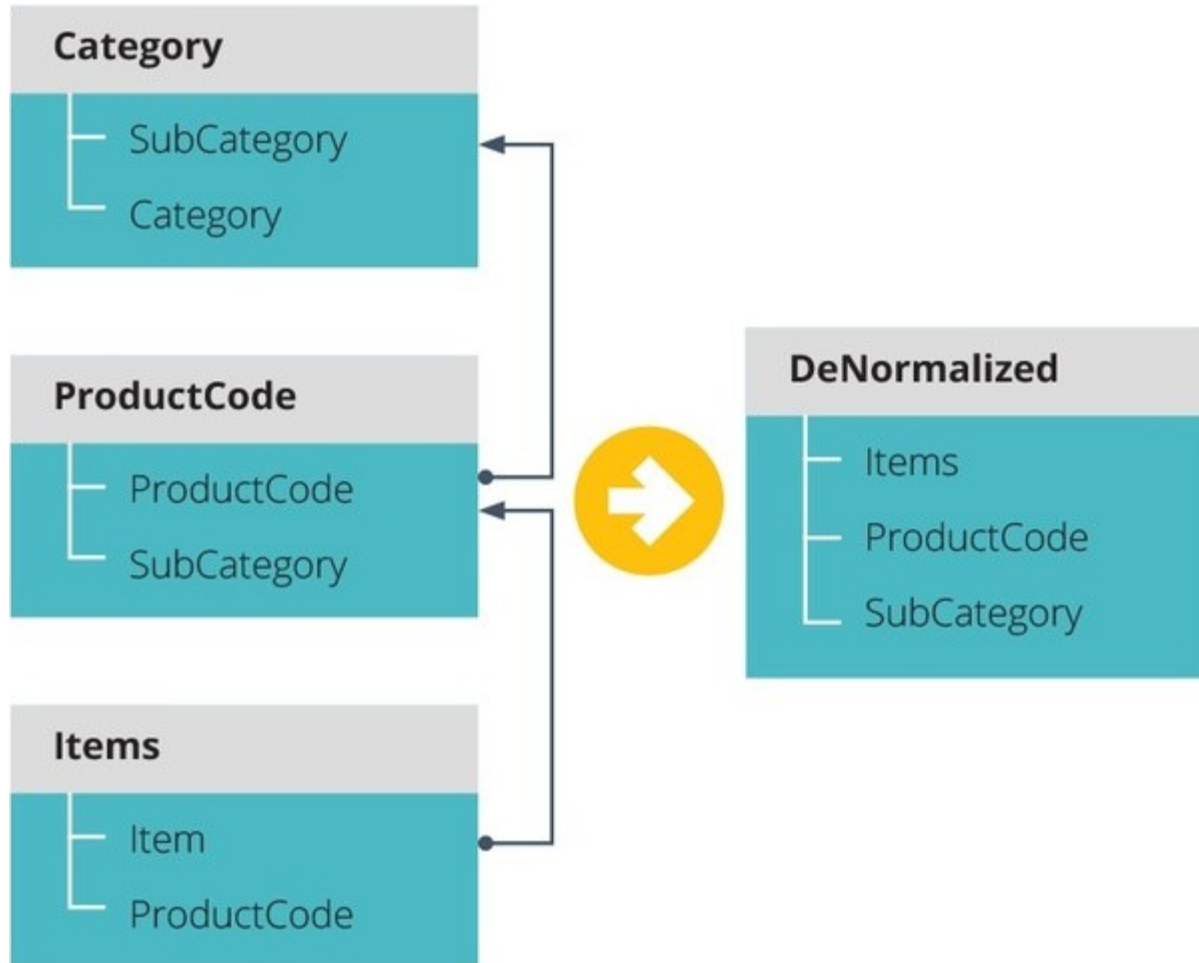 Category
SubCategory
Category
ProductCode
ProductCode
SubCategory
Items
Item
ProductCode
DeNormalized
Items
ProductCode
SubCategory